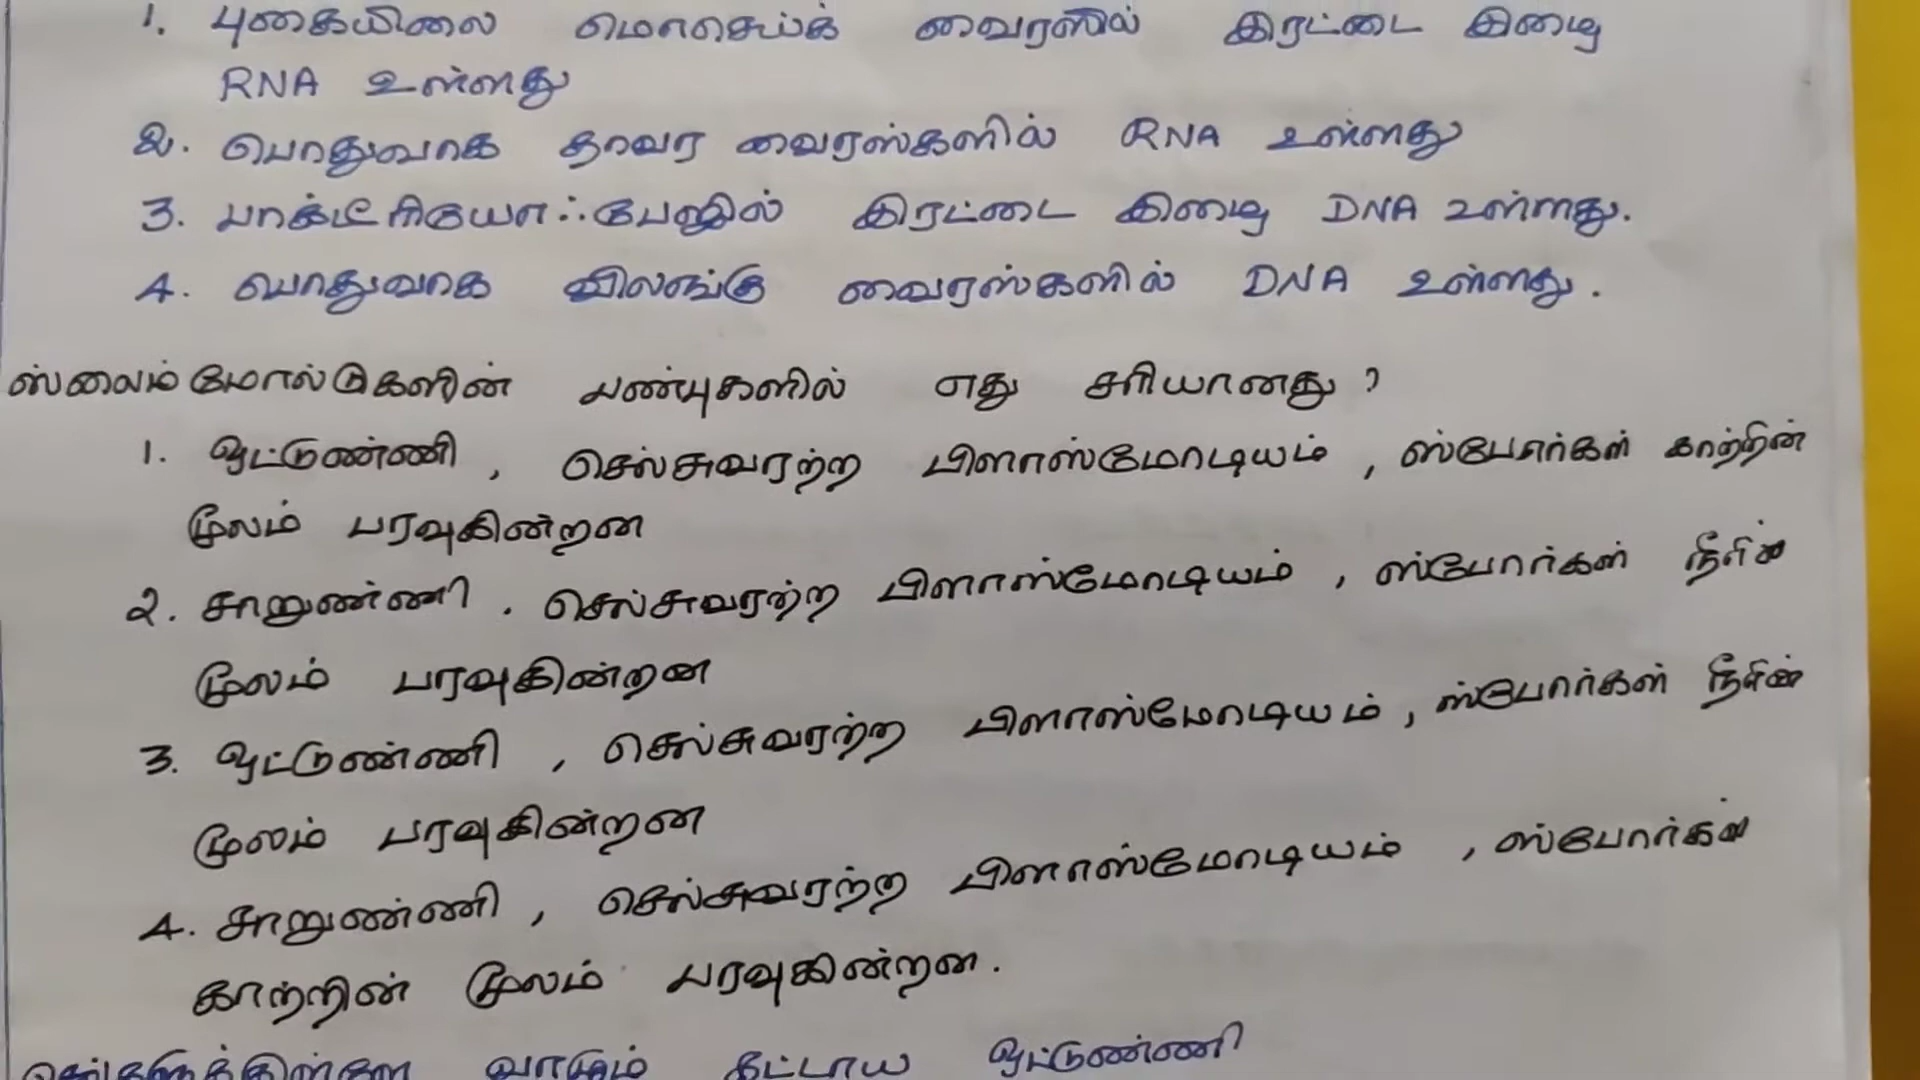 1. புகையிலை மொசெய்க் வைரஸில் இரட்டை இழை
RNA உள்ளது
2. பொதுவாக தாவர வைரஸ்களில் RNA உள்ளது
3. பாக்டீரியோஃபேஜில் இரட்டை இழை DNA உள்ளது.
4. பொதுவாக விலங்கு வைரஸ்களில் DNA உள்ளது.
ஸ்லைம்மோல்டுகளின் பண்புகளில் எது சரியானது?
1. ஒட்டுண்ணி, செல்சுவரற்ற பிளாஸ்மோடியம், ஸ்போர்கள் காற்றின்
மூலம் பரவுகின்றன
2. சாறுண்ணி. செல்சுவரற்ற பிளாஸ்மோடியம், ஸ்போர்கள் நீரின்
மூலம் பரவுகின்றன
3. ஒட்டுண்ணி, செல்சுவரற்ற பிளாஸ்மோடியம், ஸ்போர்கள் நீரின்
மூலம் பரவுகின்றன
4. சாறுண்ணி, செல்சுவரற்ற பிளாஸ்மோடியம், ஸ்போர்கள்
காற்றின் மூலம் பரவுகின்றன.
வாழும் கட்டாய ஒட்டுண்ணி